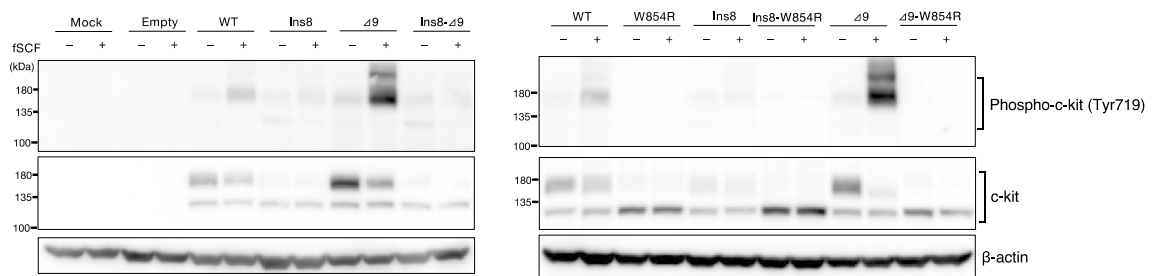 Mock Empty WT Ins8 ⊿9 Ins8-⊿9
fSCF – + – + – + – + – + – +
(kDa)
180
135
100
180
135
100
WT W854R Ins8 Ins8-W854R ⊿9 ⊿9-W854R
– + – + – + – + – + – +
180
135
100
Phospho-c-kit (Tyr719)
180
135
c-kit
β-actin